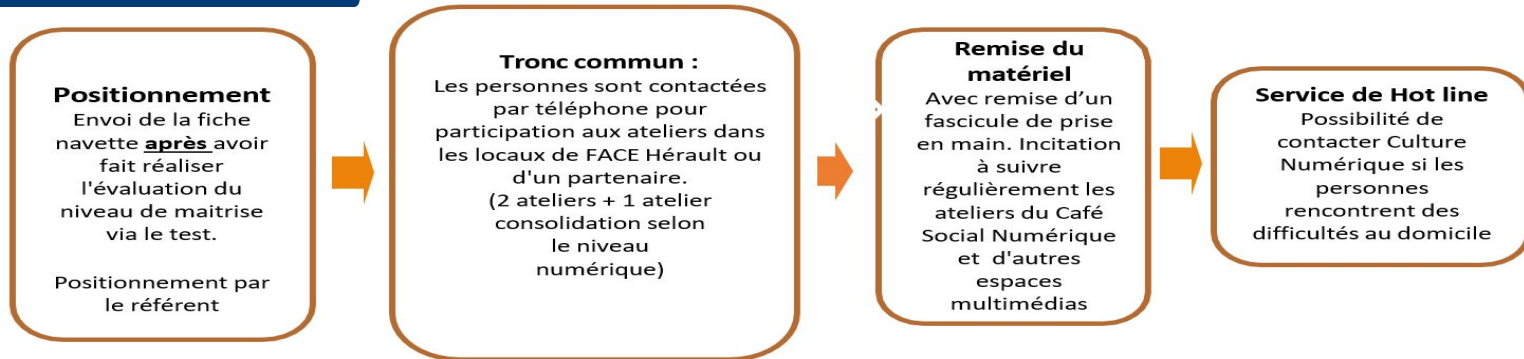 Positionnement
Envoi de la fiche
navette après avoir
fait réaliser
l'évaluation du
niveau de maitrise
via le test.
Positionnement par
le référent
Tronc commun :
Les personnes sont contactées
par téléphone pour
participation aux ateliers dans
les locaux de FACE Hérault ou
d'un partenaire.
(2 ateliers + 1 atelier
consolidation selon
le niveau
numérique)
Remise du
matériel
Avec remise d’un
fascicule de prise
en main. Incitation
à suivre
régulièrement les
ateliers du Café
Social Numérique
et d'autres
espaces
multimédias
Service de Hot line
Possibilité de
contacter Culture
Numérique si les
personnes
rencontrent des
difficultés au domicile